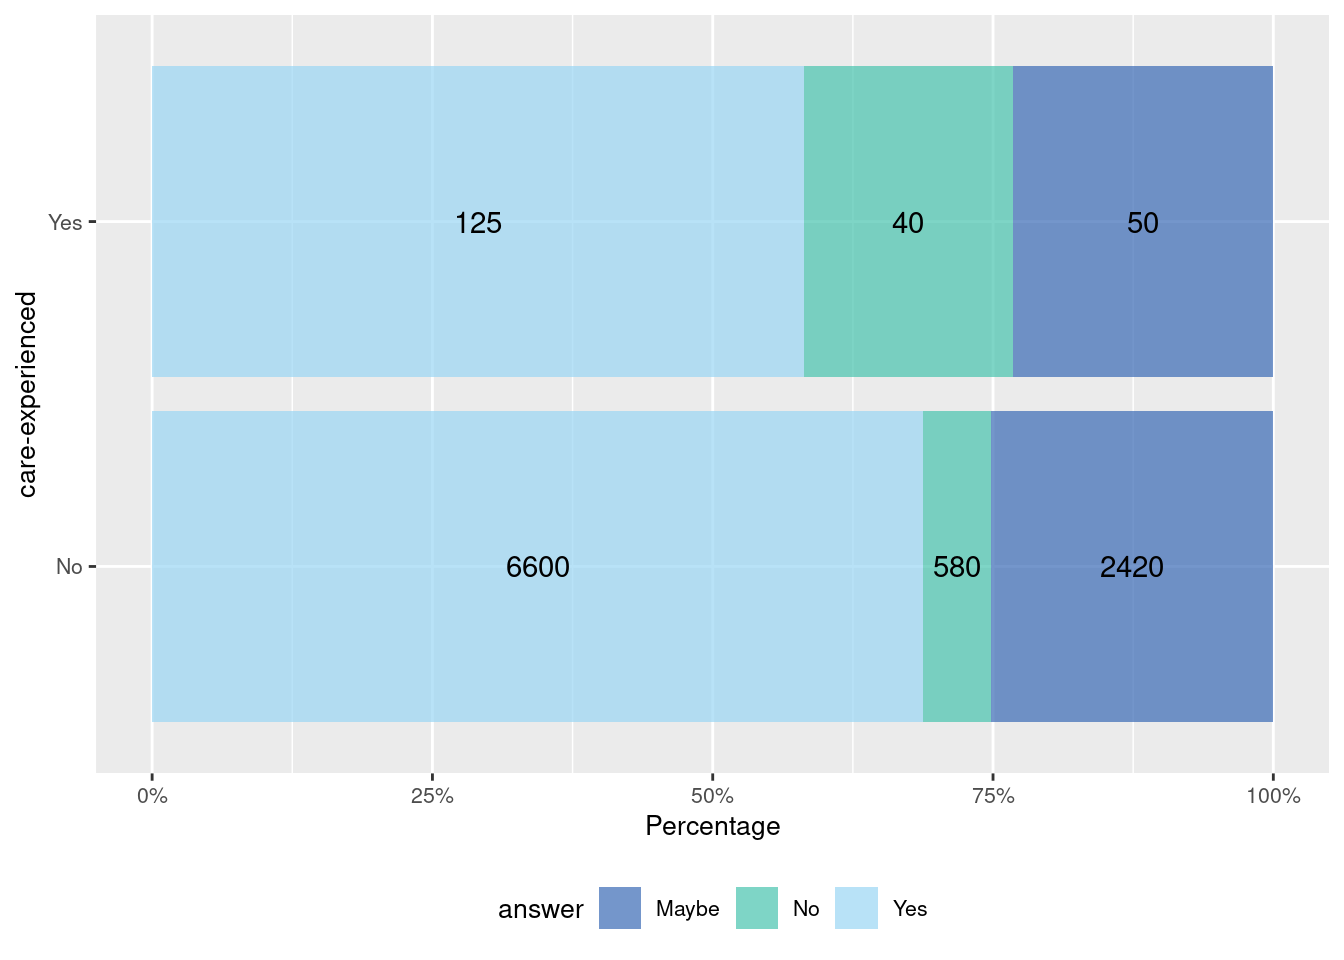 care-experienced
Yes
125 40 50
No
6600 580 2420
0% 25% 50% 75% 100%
Percentage
answer Maybe No Yes